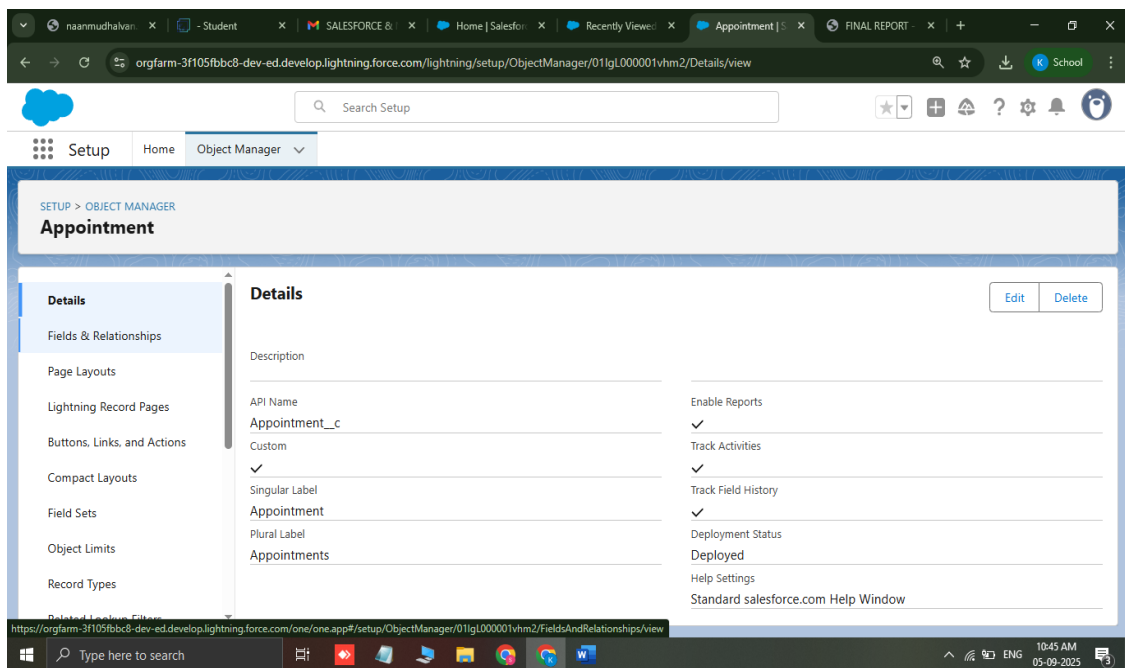 naanmudhalvan.
- Student
SALESFORCE &
Home | Salesfor
Recently Viewed
Appointment | S
FINAL REPORT -
orgfarm-3f105fbbc8-dev-ed.develop.lightning.force.com/lightning/setup/ObjectManager/01IgL000001vhm2/Details/view
K School
Search Setup
Setup Home Object Manager
SETUP > OBJECT MANAGER
Appointment
Details
Fields & Relationships
Page Layouts
Lightning Record Pages
Buttons, Links, and Actions
Compact Layouts
Field Sets
Object Limits
Record Types
Related Lookup Filters
Details
Edit Delete
Description
API Name
Appointment__c
Custom
Singular Label
Appointment
Plural Label
Appointments
Enable Reports
Track Activities
Track Field History
Deployment Status
Deployed
Help Settings
Standard salesforce.com Help Window
https://orgfarm-3f105fbbc8-dev-ed.develop.lightning.force.com/one/one.app#/setup/ObjectManager/01IgL000001vhm2/FieldsAndRelationships/view
Type here to search
ENG
10:45 AM
05-09-2025
3